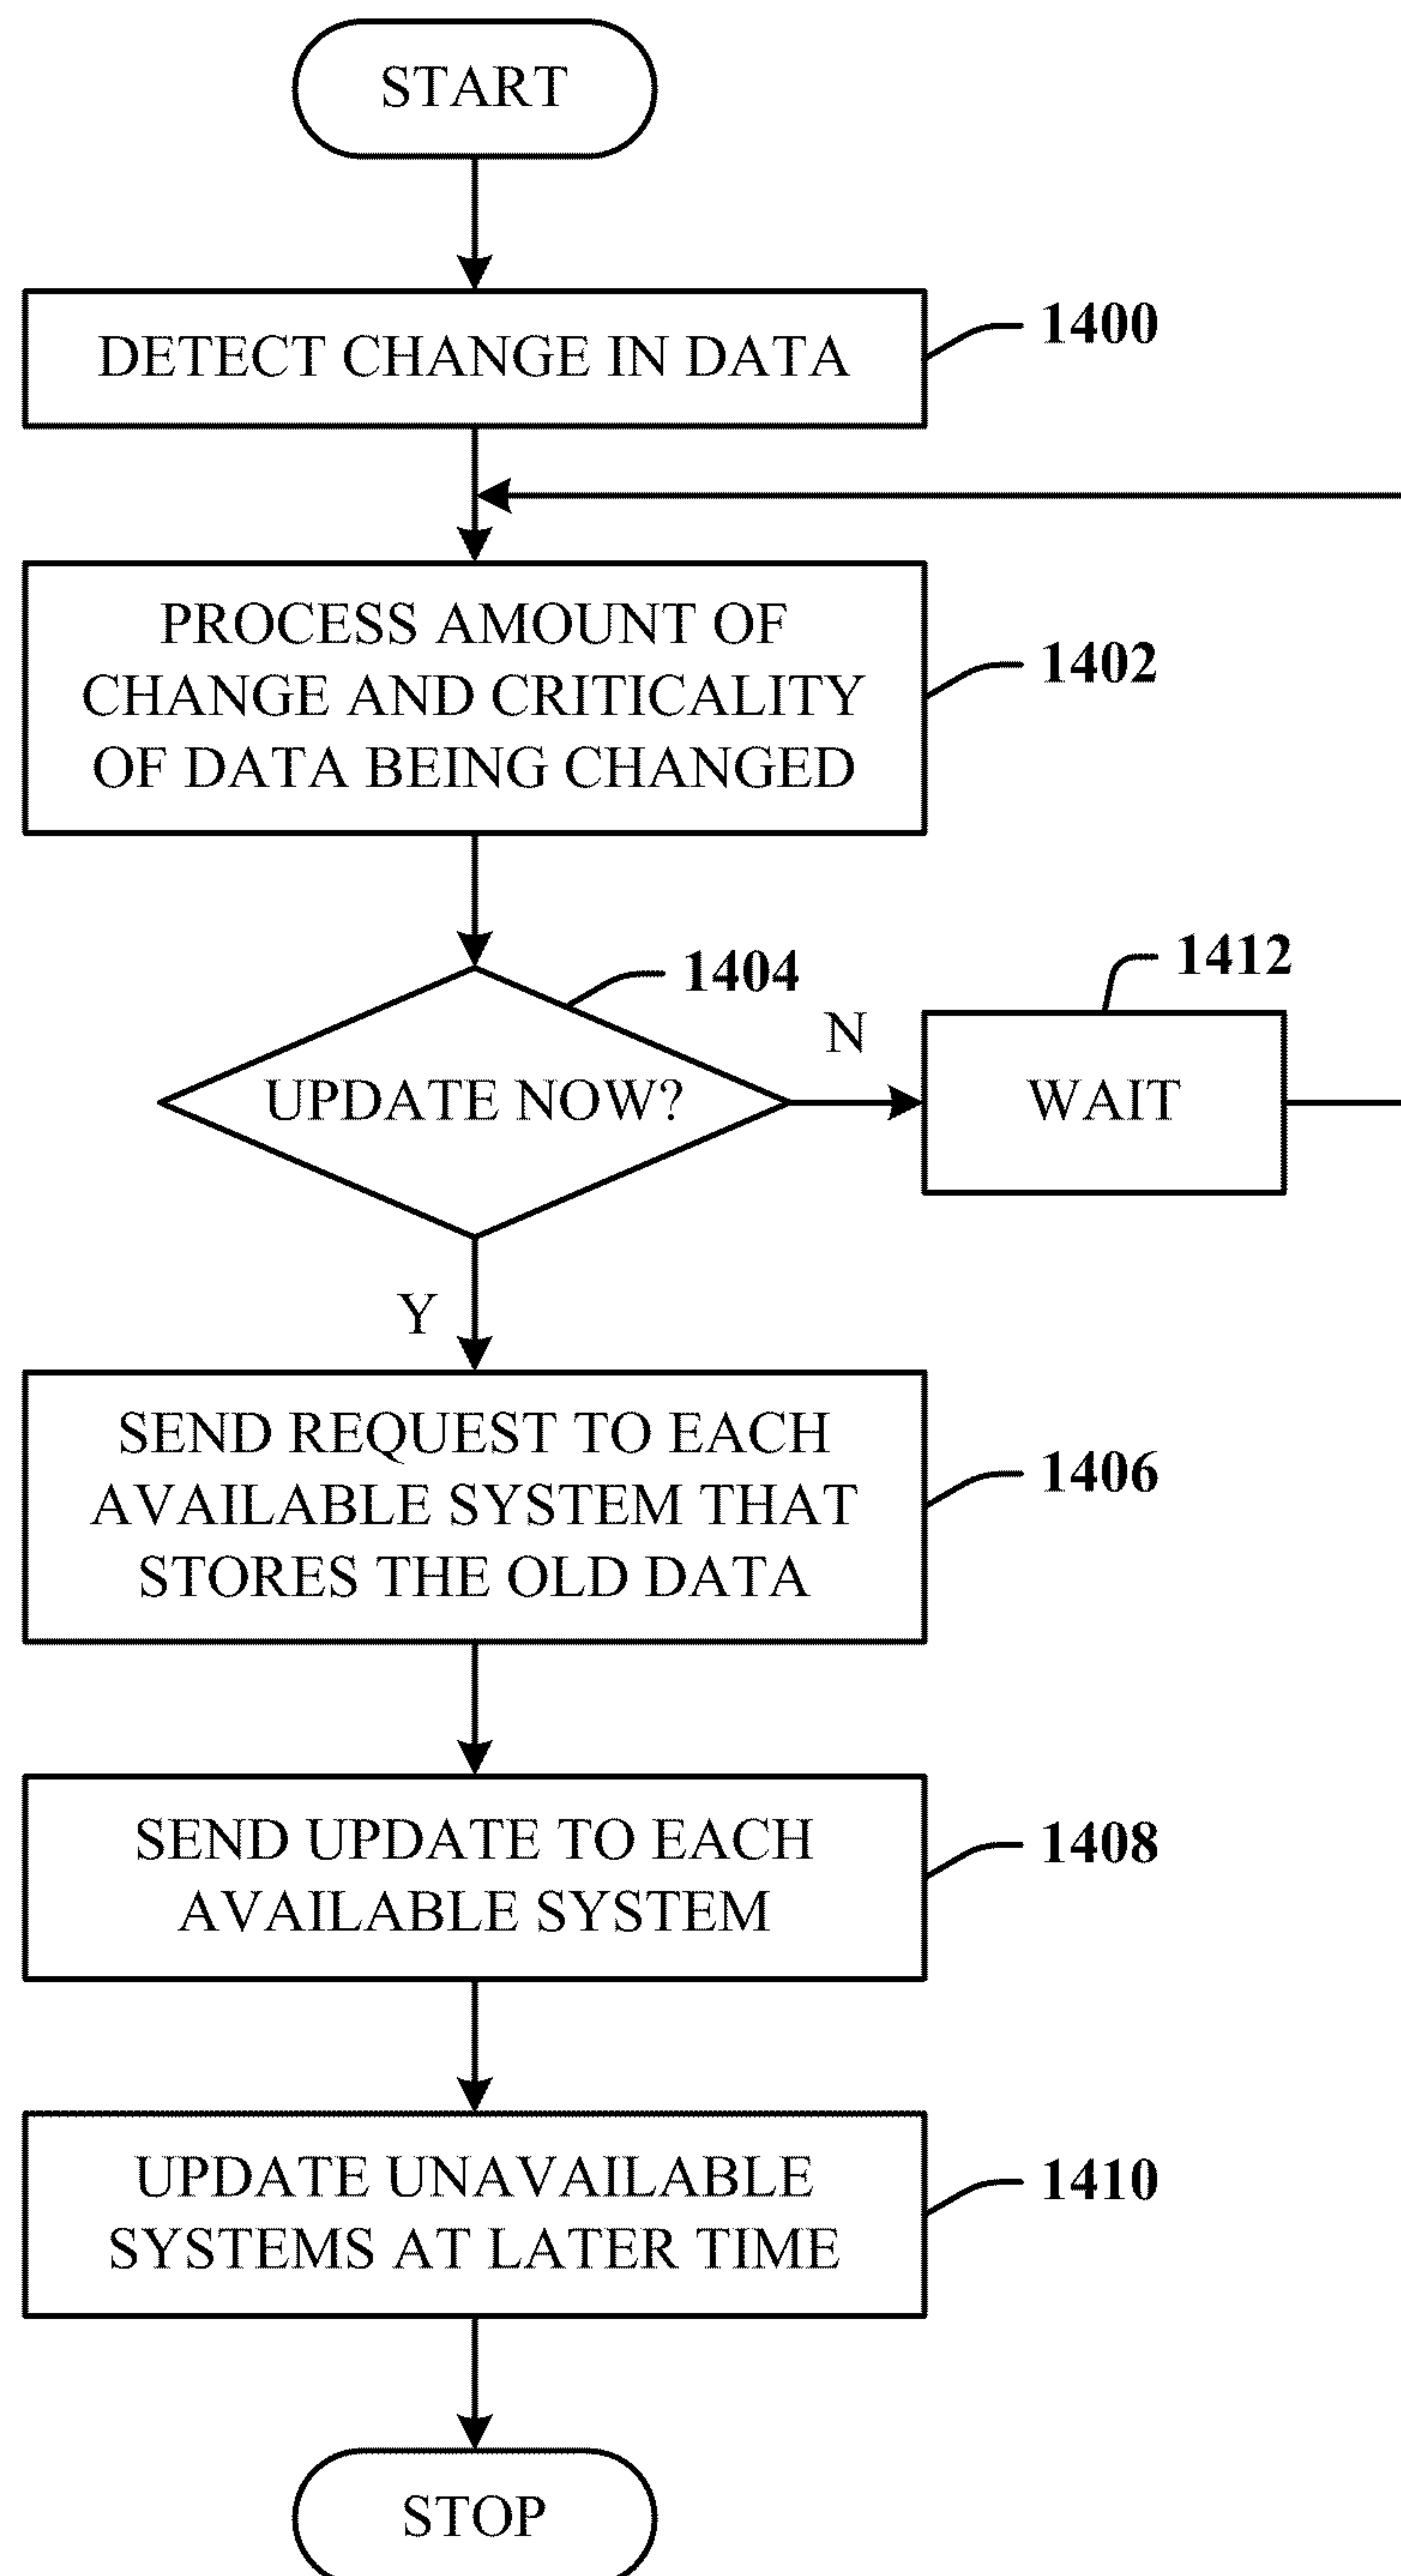 START
DETECT CHANGE IN DATA
1400
PROCESS AMOUNT OF
CHANGE AND CRITICALITY
OF DATA BEING CHANGED
1402
1404
UPDATE NOW?
N
1412
WAIT
Y
SEND REQUEST TO EACH
AVAILABLE SYSTEM THAT
STORES THE OLD DATA
1406
SEND UPDATE TO EACH
AVAILABLE SYSTEM
1408
UPDATE UNAVAILABLE
SYSTEMS AT LATER TIME
1410
STOP